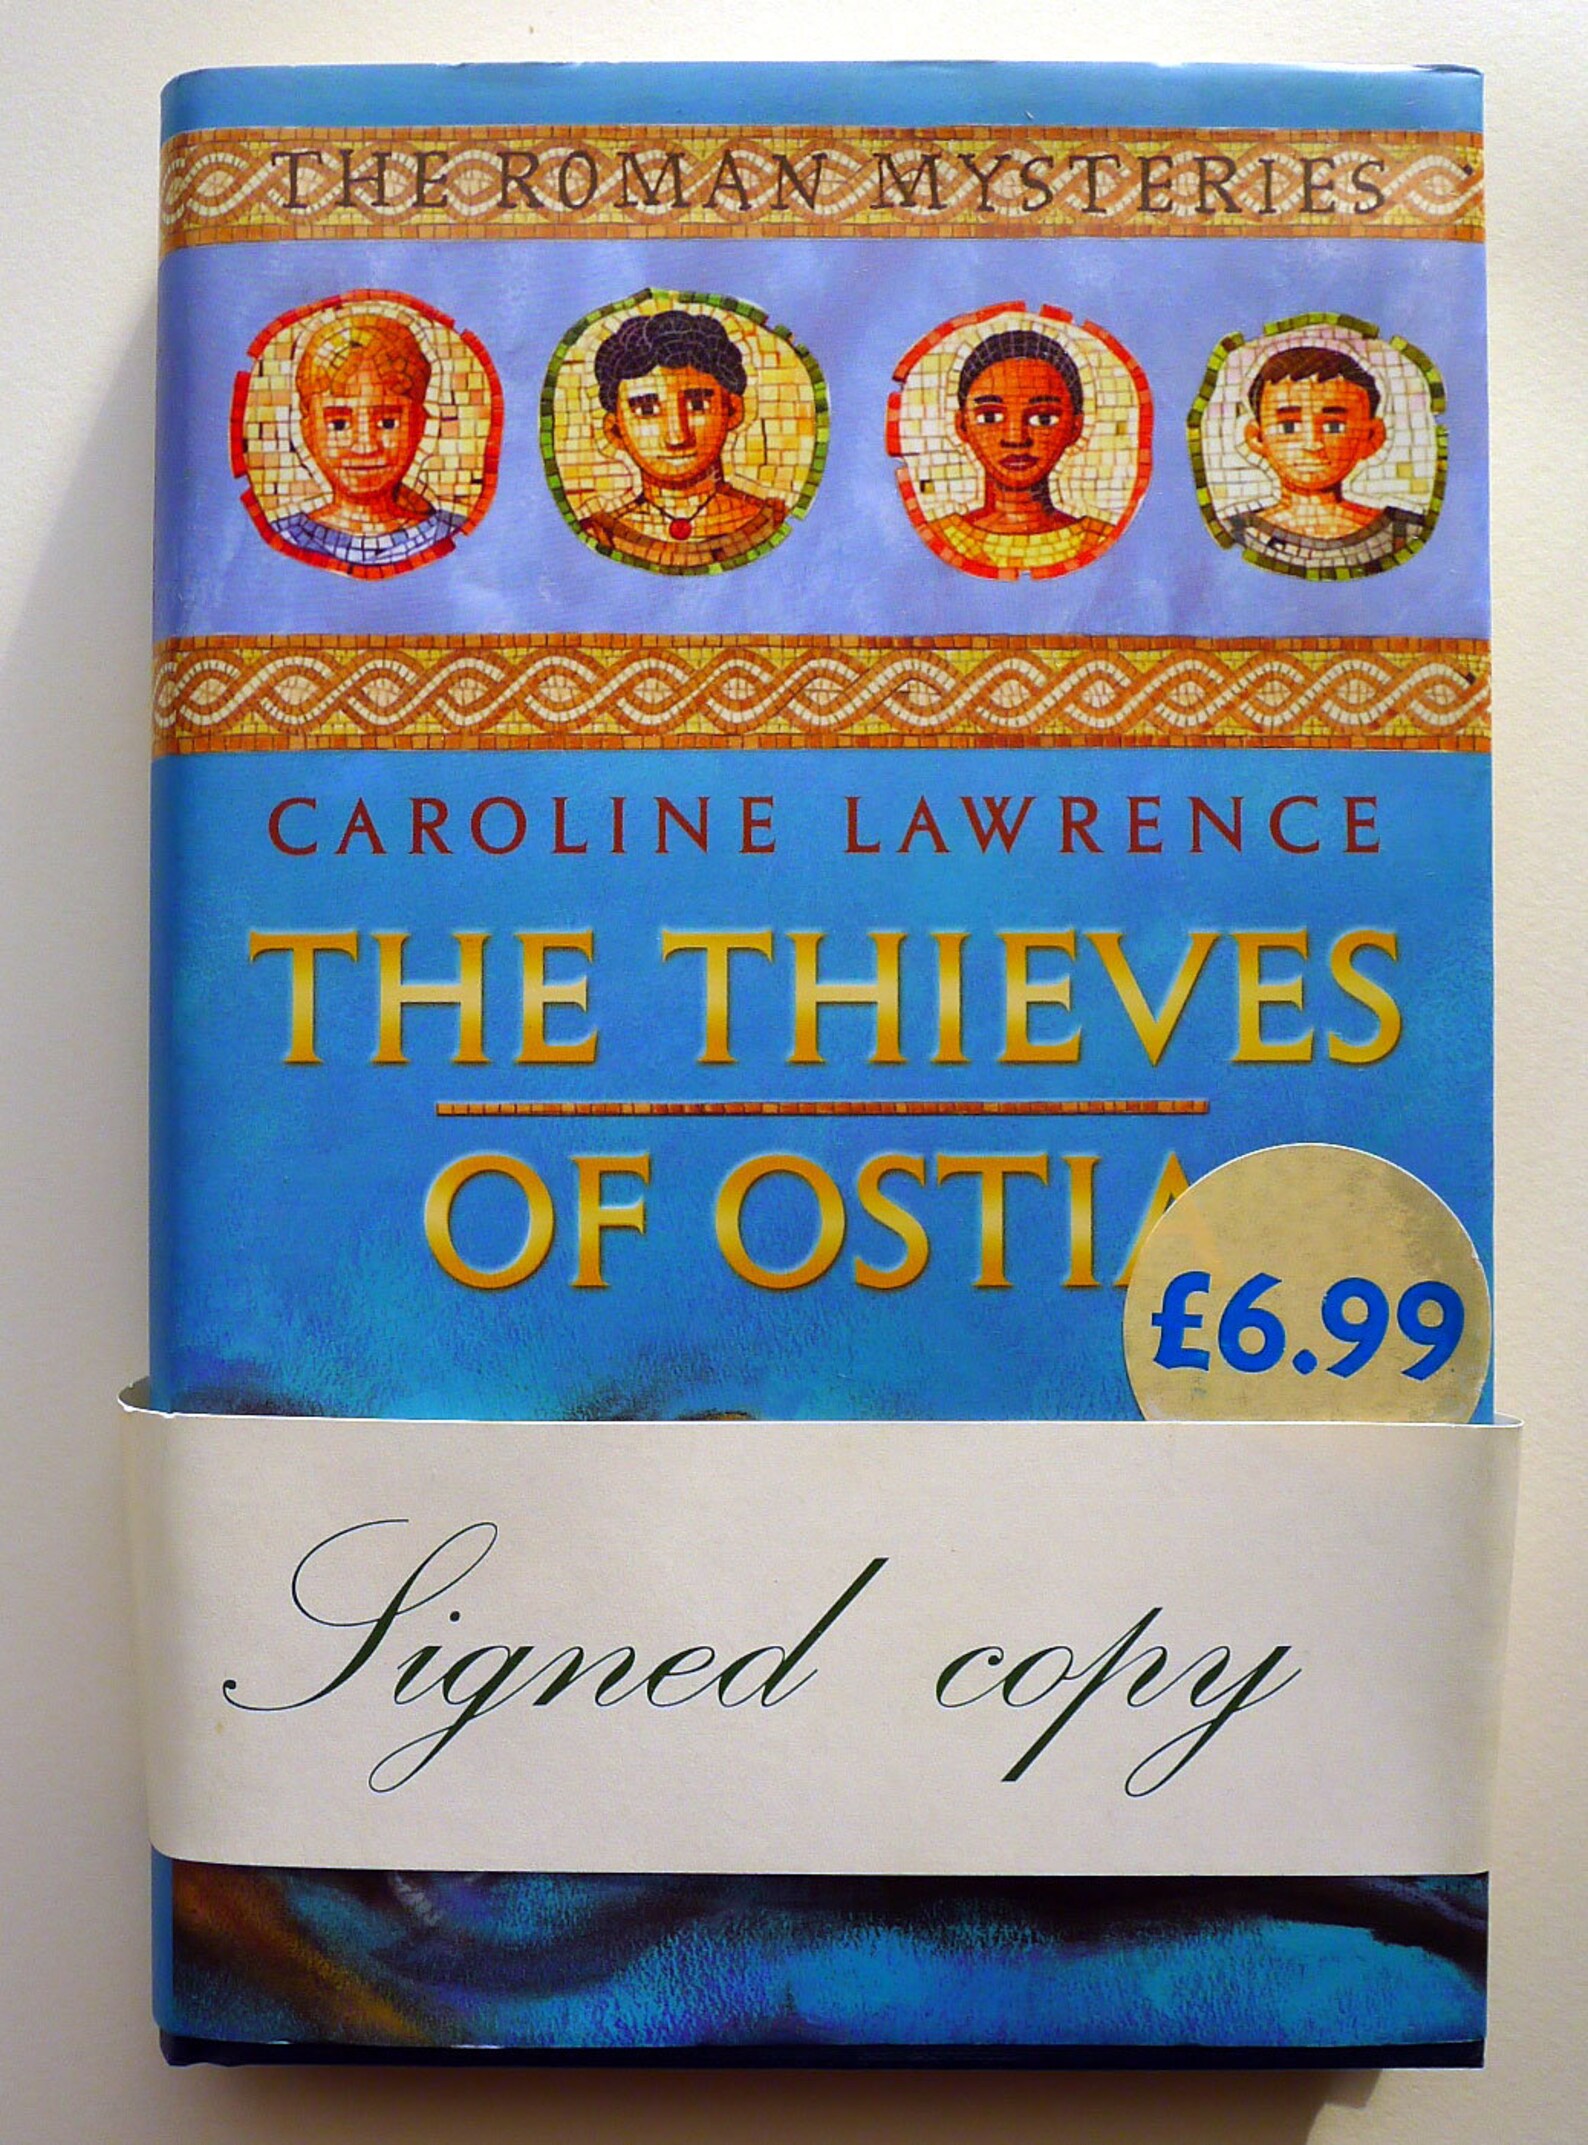 THE ROMAN MYSTERIES
CAROLINE LAWRENCE
THE THIEVES
OF OSTIA
£6.99
Signed copy